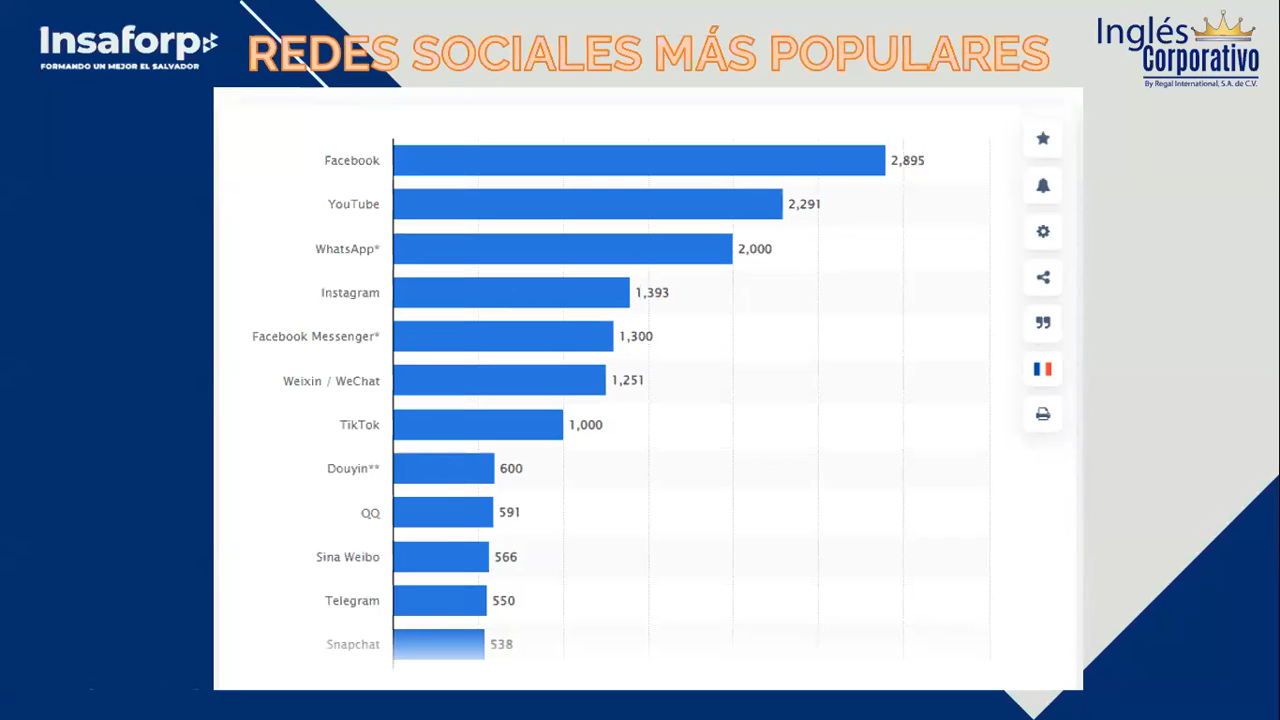 Insaforp
FORMANDO UN MEJOR EL SALVADOR
REDES SOCIALES MÁS POPULARES
Inglés
Corporativo
By Regal International, S.A. de C.V.
Facebook 2,895
YouTube 2,291
WhatsApp* 2,000
Instagram 1,393
Facebook Messenger* 1,300
Weixin / WeChat 1,251
TikTok 1,000
Douyin** 600
QQ 591
Sina Weibo 566
Telegram 550
Snapchat 538